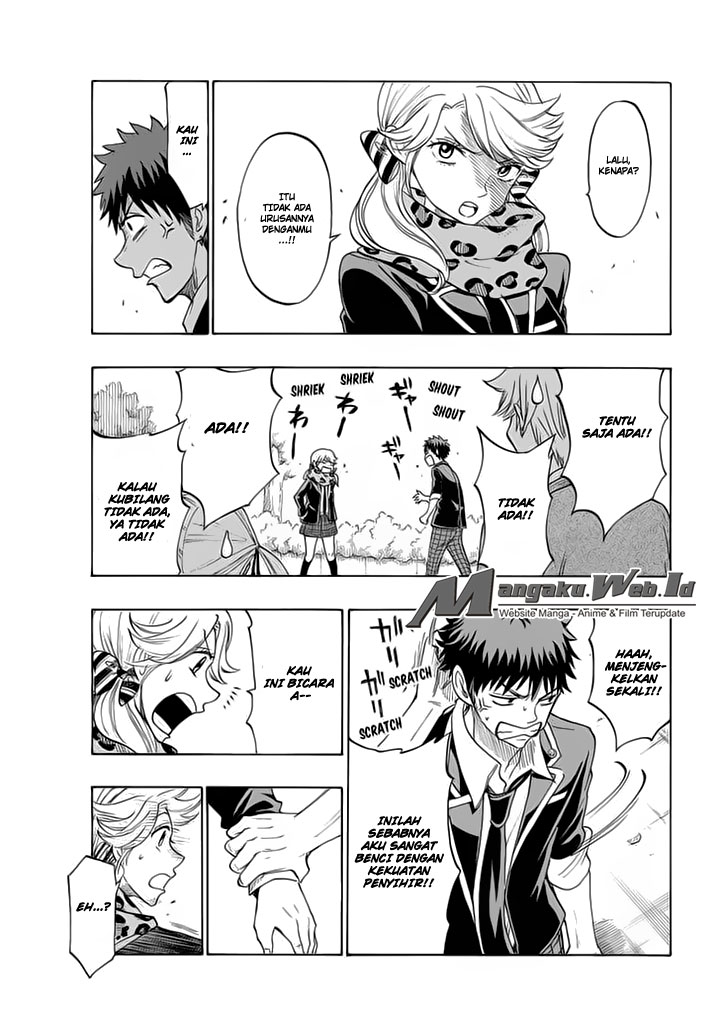 LALU,
KENAPA?
ITU
TIDAK ADA
URUSANNYA
DENGANMU
...!!
KAU
INI
...
TENTU
SAJA ADA!!
TIDAK
ADA!!
SHOUT
SHOUT
ギャー
ギャー
SHRIEK
SHRIEK
わー
わー
ADA!!
KALAU
KUBILANG
TIDAK ADA,
YA TIDAK
ADA!!
Mangaku.Web.Id
Website Manga - Anime & Film Terupdate
HAAH,
MENJENG-
KELKAN
SEKALI!!
ガシ
ガシ
SCRATCH
SCRATCH
INILAH
SEBABNYA
AKU SANGAT
BENCI DENGAN
KEKUATAN
PENYIHIR!!
KAU
INI BICARA
A--
EH...?